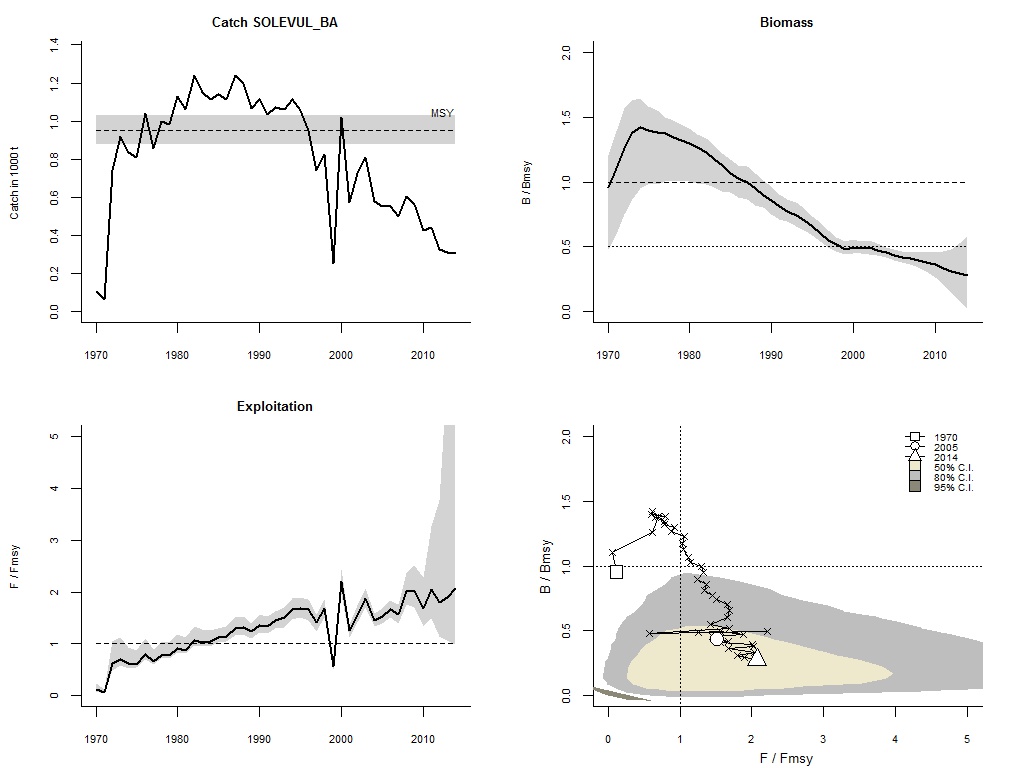 Catch SOLEVUL_BA
Catch in 1000 t
1.4
1.2
1.0
0.8
0.6
0.4
0.2
0.0
MSY
1970 1980 1990 2000 2010
Biomass
B / Bmsy
2.0
1.5
1.0
0.5
0.0
1970 1980 1990 2000 2010
Exploitation
F / Fmsy
5
4
3
2
1
0
1970 1980 1990 2000 2010
B / Bmsy
2.0
1.5
1.0
0.5
0.0
1970
2005
2014
50% C.I.
80% C.I.
95% C.I.
0 1 2 3 4 5
F / Fmsy